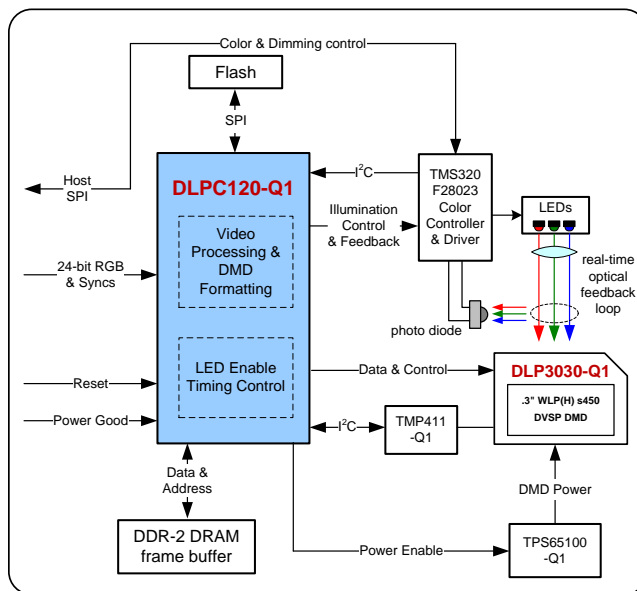 Color & Dimming control
Flash
SPI
Host
SPI
I²C
TMS320
F28023
Color
Controller
& Driver
DLPC120-Q1
LEDs
Illumination
Control
& Feedback
Video
Processing &
DMD
Formatting
24-bit RGB
& Syncs
real-time
optical
feedback
loop
photo diode
LED Enable
Timing Control
Data & Control
DLP3030-Q1
.3" WLP(H) s450
DVSP DMD
Reset
Power Good
I²C
TMP411
-Q1
Data &
Address
DMD Power
DDR-2 DRAM
frame buffer
Power Enable
TPS65100
-Q1